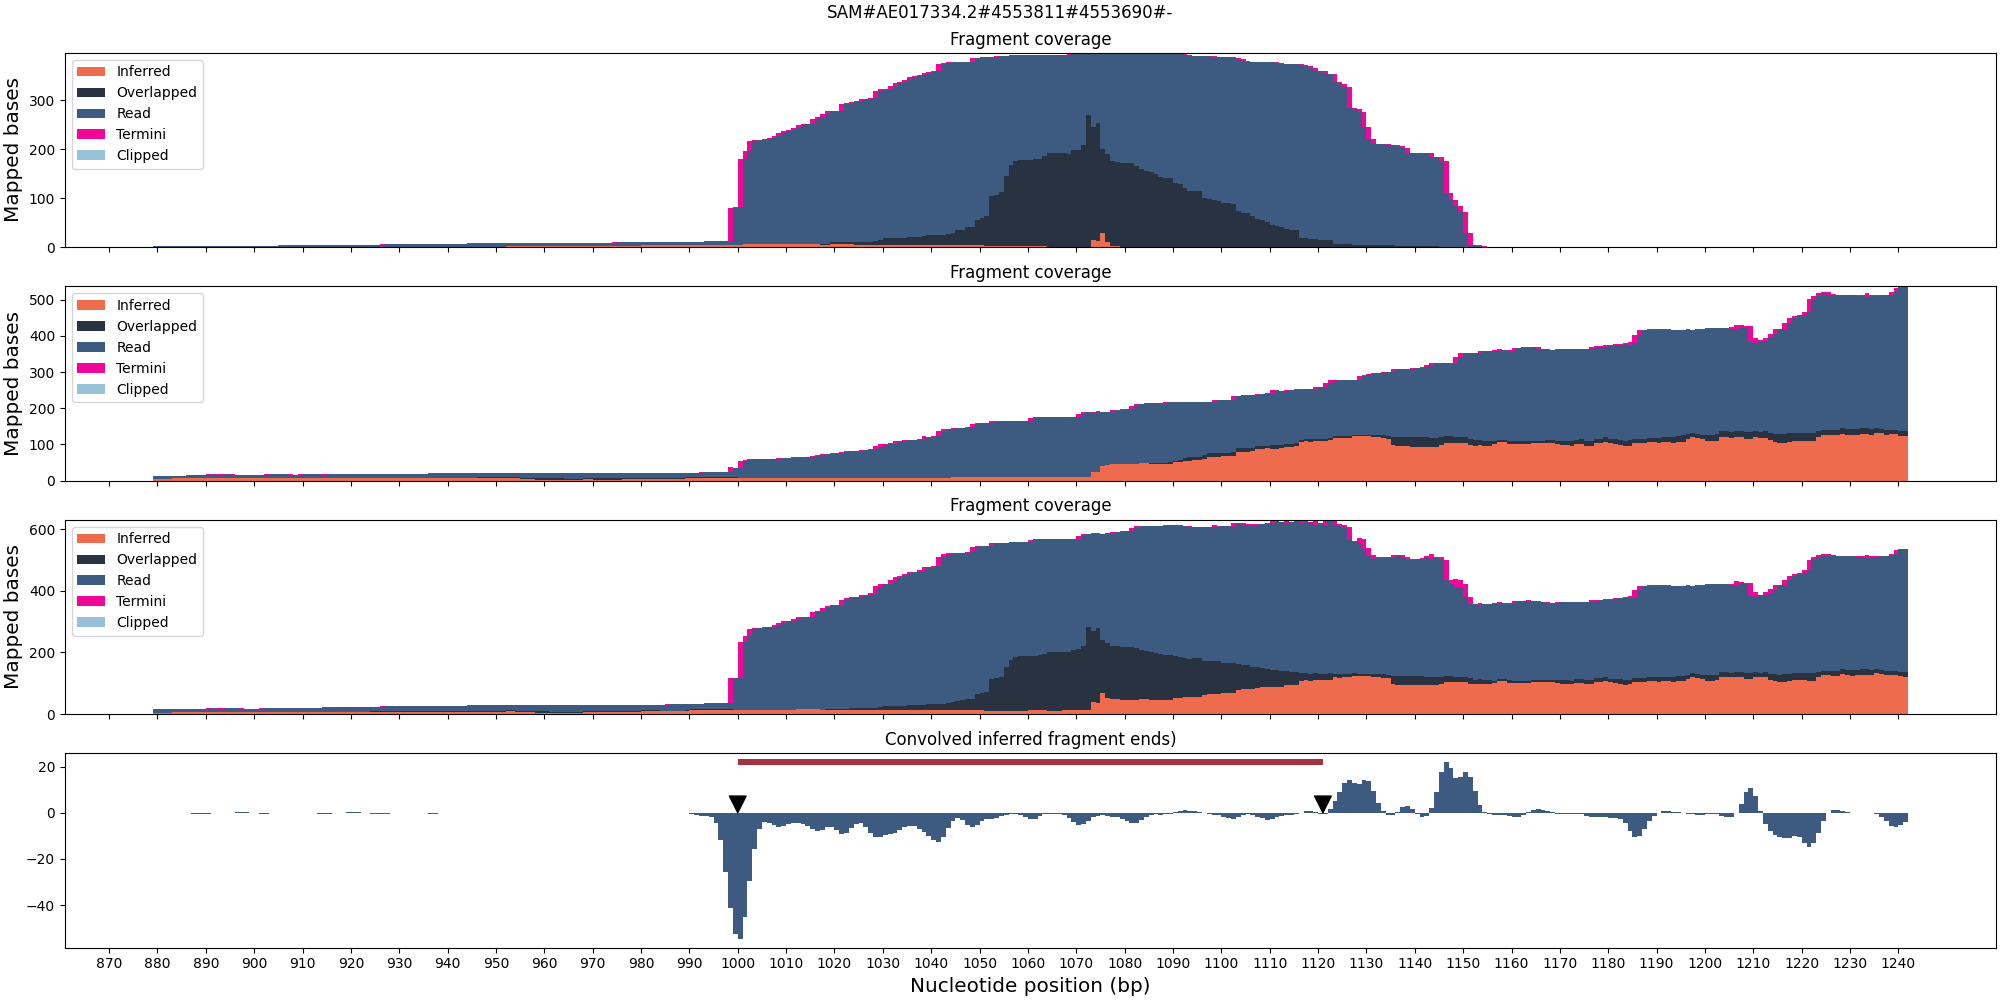 SAM#AE017334.2#4553811#4553690#-
Fragment coverage
Mapped bases
300
200
100
0
Inferred
Overlapped
Read
Termini
Clipped
Fragment coverage
Mapped bases
500
400
300
200
100
0
Inferred
Overlapped
Read
Termini
Clipped
Fragment coverage
Mapped bases
600
400
200
0
Inferred
Overlapped
Read
Termini
Clipped
Convolved inferred fragment ends)
20
0
−20
−40
870 880 890 900 910 920 930 940 950 960 970 980 990 1000 1010 1020 1030 1040 1050 1060 1070 1080 1090 1100 1110 1120 1130 1140 1150 1160 1170 1180 1190 1200 1210 1220 1230 1240
Nucleotide position (bp)